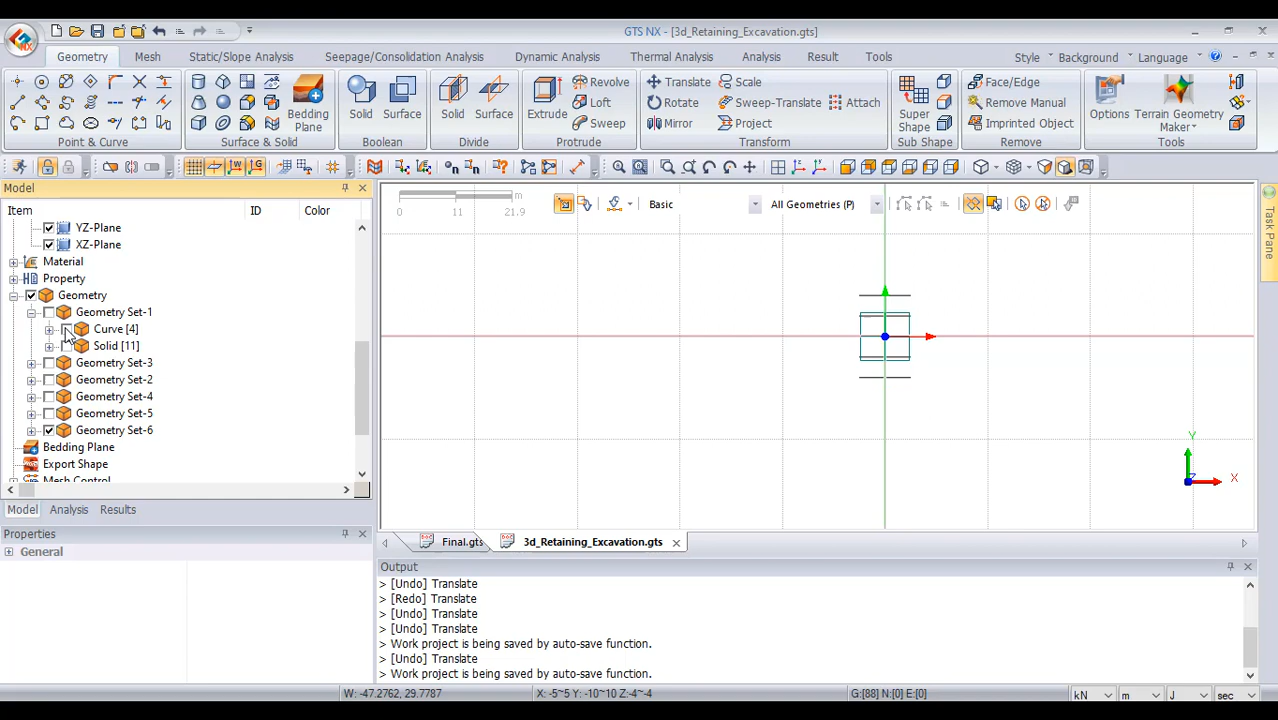 GTS NX - [3d_Retaining_Excavation.gts]
Geometry Mesh Static/Slope Analysis Seepage/Consolidation Analysis Dynamic Analysis Thermal Analysis Analysis Result Tools Style Background Language
Bedding Plane
Solid Surface
Solid Surface
Extrude
Revolve
Loft
Sweep
Translate
Rotate
Mirror
Scale
Sweep-Translate
Project
Attach
Super Shape
Face/Edge
Remove Manual
Imprinted Object
Options
Terrain Geometry Maker
Point & Curve Surface & Solid Boolean Divide Protrude Transform Sub Shape Remove Tools
Model
Item ID Color
YZ-Plane
XZ-Plane
Material
Property
Geometry
Geometry Set-1
Curve [4]
Solid [11]
Geometry Set-3
Geometry Set-2
Geometry Set-4
Geometry Set-5
Geometry Set-6
Bedding Plane
Export Shape
Mesh Control
Model Analysis Results
Properties
General
m
0 11 21.9
Basic
All Geometries (P)
Task Pane
Y
Z
X
Final.gts 3d_Retaining_Excavation.gts
Output
> [Undo] Translate
> [Redo] Translate
> [Undo] Translate
> [Undo] Translate
> Work project is being saved by auto-save function.
> [Undo] Translate
> Work project is being saved by auto-save function.
W: -47.2762, 29.7787 X: -5~5 Y: -10~10 Z:-4~-4 G:[88] N:[0] E:[0] kN m J sec